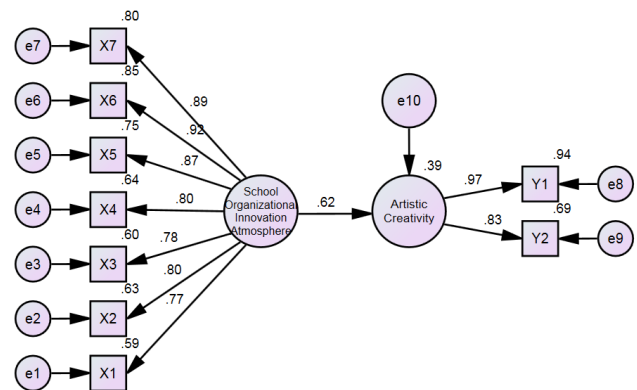 .80
e7 X7
.85
.89
e6 X6
e10
.75
.92
e5 X5
.87
.39
.94
.64
School
Organizational
Innovation
Atmosphere
.97
Y1 e8
e4 X4
.80
.62
Artistic
Creativity
.60
.78
.83
.69
e3 X3
Y2 e9
.63
.80
e2 X2
.77
.59
e1 X1